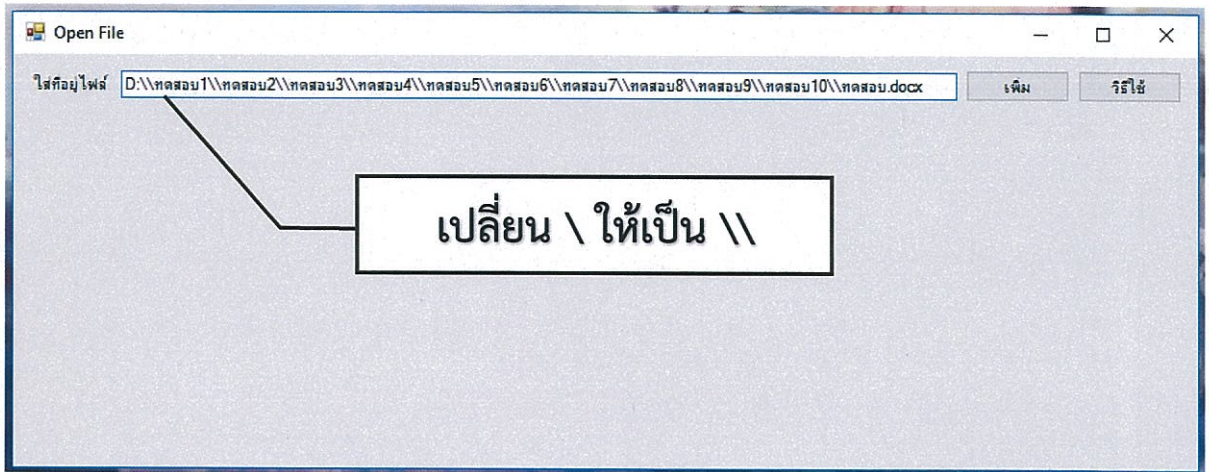 Open File
ใส่ที่อยู่ไฟล์ D:\\ทดสอบ1\\ทดสอบ2\\ทดสอบ3\\ทดสอบ4\\ทดสอบ5\\ทดสอบ6\\ทดสอบ7\\ทดสอบ8\\ทดสอบ9\\ทดสอบ10\\ทดสอบ.docx เพิ่ม วิธีใช้
เปลี่ยน \ ให้เป็น \\